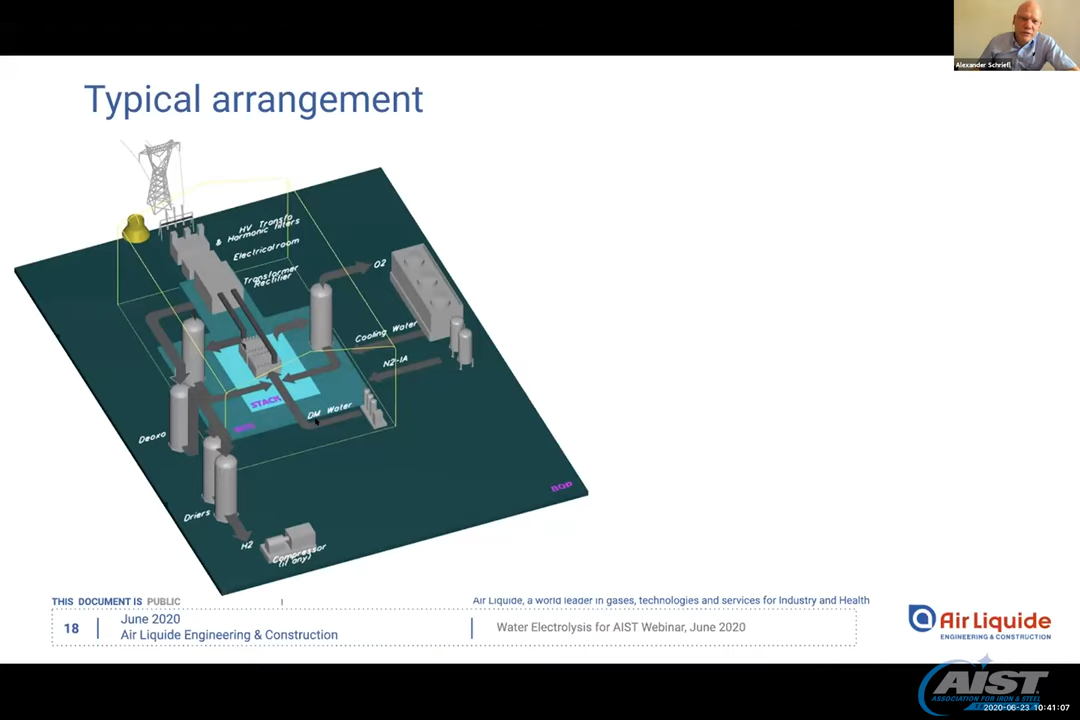 Alexander Schriefl
Typical arrangement
HV Transfo
& Harmonic filters
Electricalroom
Transformer
Rectifier
O2
Cooling Water
N2-IA
STACK
DM Water
Deoxo
BOP
Driers
H2
Compressor
(if any)
THIS DOCUMENT IS PUBLIC
Air Liquide, a world leader in gases, technologies and services for Industry and Health
18
June 2020
Air Liquide Engineering & Construction
Water Electrolysis for AIST Webinar, June 2020
Air Liquide
ENGINEERING & CONSTRUCTION
AIST
ASSOCIATION FOR IRON & STEEL
2020-06-23 10:41:07